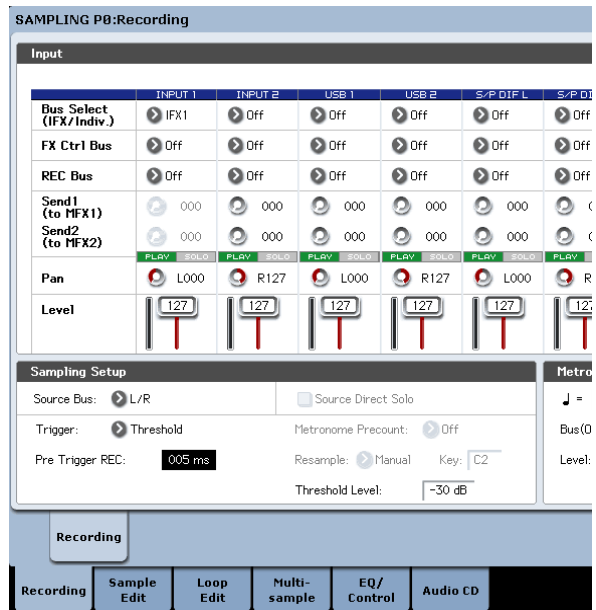 SAMPLING P0:Recording
Input
INPUT 1 INPUT 2 USB 1 USB 2 S/P DIF L S/P DI
Bus Select
(IFX/Indiv.) IFX1 Off Off Off Off Off
FX Ctrl Bus Off Off Off Off Off Off
REC Bus Off Off Off Off Off Off
Send1
(to MFX1) 000 000 000 000 000
Send2
(to MFX2) 000 000 000 000 000
PLAY SOLO PLAY SOLO PLAY SOLO PLAY SOLO PLAY SOLO PLAY
Pan L000 R127 L000 R127 L000 R
Level 127 127 127 127 127 12
Sampling Setup Metro
Source Bus: L/R Source Direct Solo ♩ =
Trigger: Threshold Metronome Precount: Off Bus(O
Pre Trigger REC: 005 ms Resample: Manual Key: C2 Level:
Threshold Level: -30 dB
Recording
Recording Sample Edit Loop Edit Multi-sample EQ/Control Audio CD